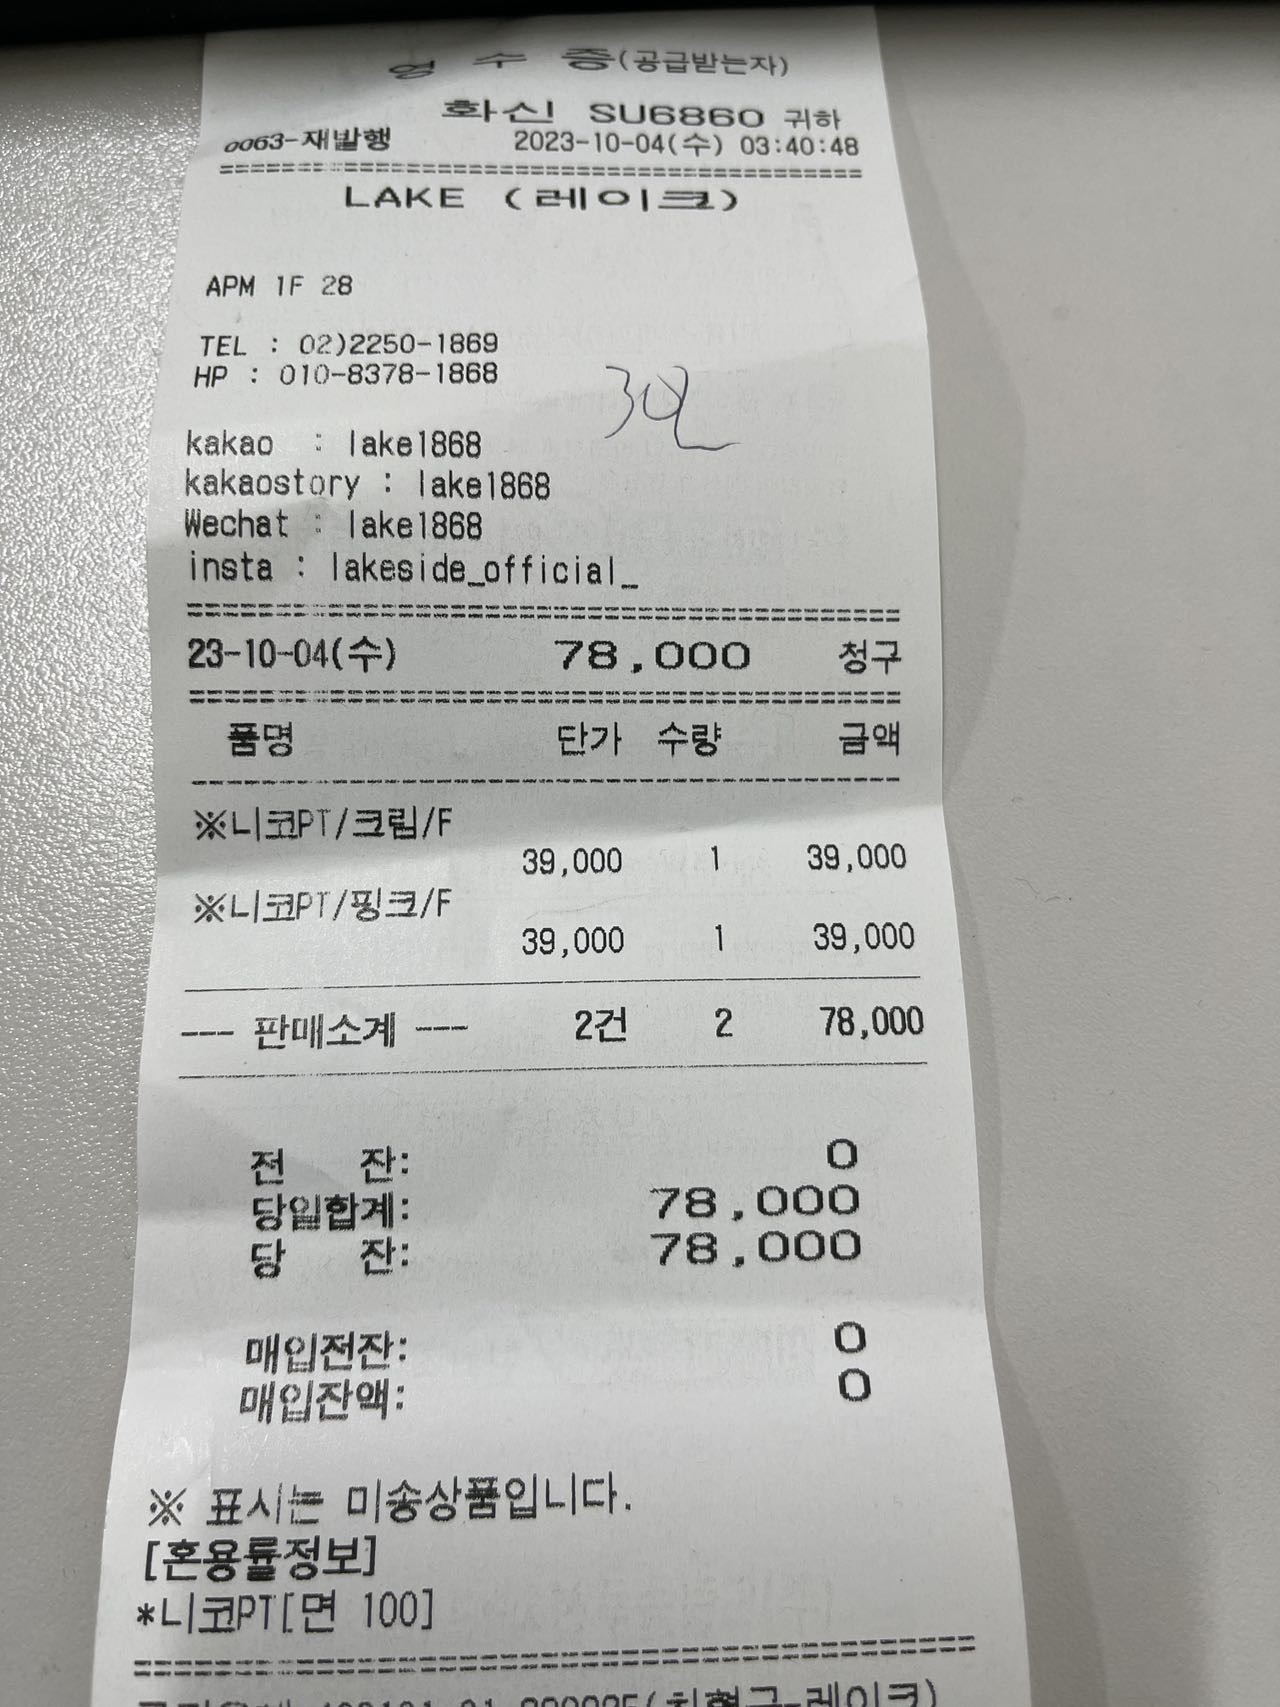 영 수 증(공급받는자)
화신 SU6860 귀하
0063-재발행 2023-10-04(수) 03:40:48
LAKE (레이크)
APM 1F 28
TEL : 02)2250-1869
HP : 010-8378-1868
kakao : lake1868
kakaostory : lake1868
Wechat : lake1868
insta : lakeside_official_
23-10-04(수) 78,000 청구
품명 단가 수량 금액
※니코PT/크림/F
39,000 1 39,000
※니코PT/핑크/F
39,000 1 39,000
--- 판매소계 --- 2건 2 78,000
전 잔: 0
당일합계: 78,000
당 잔: 78,000
매입전잔: 0
매입잔액: 0
※ 표시는 미송상품입니다.
[혼용률정보]
*니코PT[면 100]